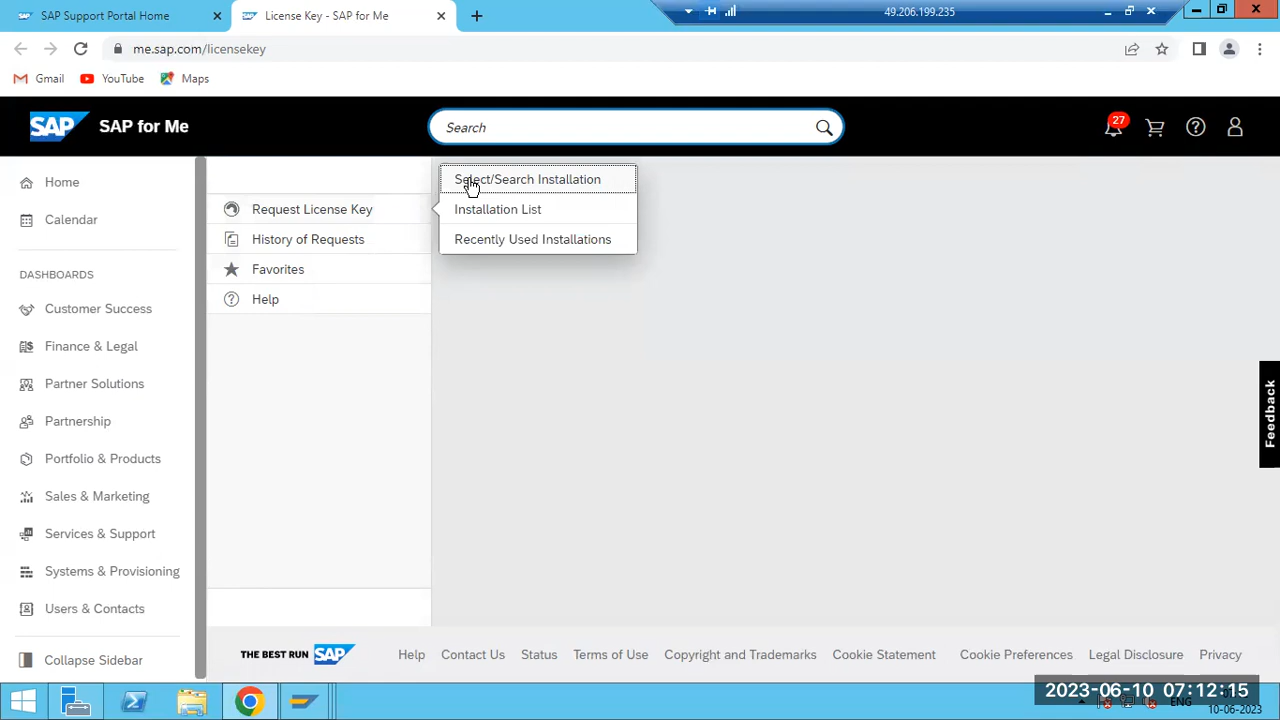 SAP Support Portal Home
License Key - SAP for Me
49.206.199.235
me.sap.com/licensekey
Gmail
YouTube
Maps
SAP
SAP for Me
Search
27
Home
Calendar
DASHBOARDS
Customer Success
Finance & Legal
Partner Solutions
Partnership
Portfolio & Products
Sales & Marketing
Services & Support
Systems & Provisioning
Users & Contacts
Collapse Sidebar
Request License Key
History of Requests
Favorites
Help
Select/Search Installation
Installation List
Recently Used Installations
Feedback
THE BEST RUN SAP
Help
Contact Us
Status
Terms of Use
Copyright and Trademarks
Cookie Statement
Cookie Preferences
Legal Disclosure
Privacy
2023-06-10 07:12:15
ENG
10-06-2023